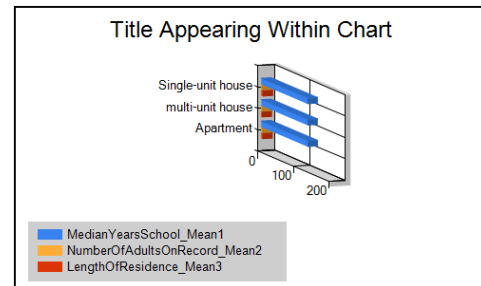 Title Appearing Within Chart
Single-unit house
multi-unit house
Apartment
0
100
200
MedianYearsSchool_Mean1
NumberOfAdultsOnRecord_Mean2
LengthOfResidence_Mean3